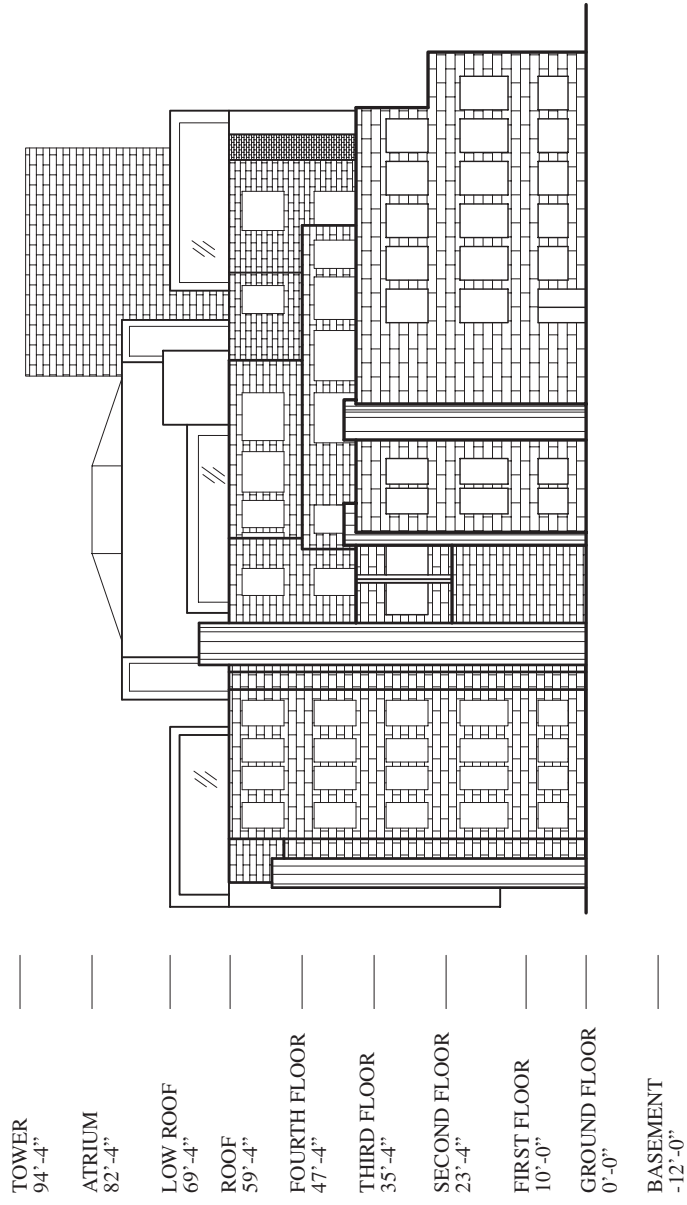 TOWER
94’-4”
ATRIUM
82’-4”
LOW ROOF
69’-4”
ROOF
59’-4”
FOURTH FLOOR
47’-4”
THIRD FLOOR
35’-4”
SECOND FLOOR
23’-4”
FIRST FLOOR
10’-0”
GROUND FLOOR
0’-0”
BASEMENT
-12’-0”